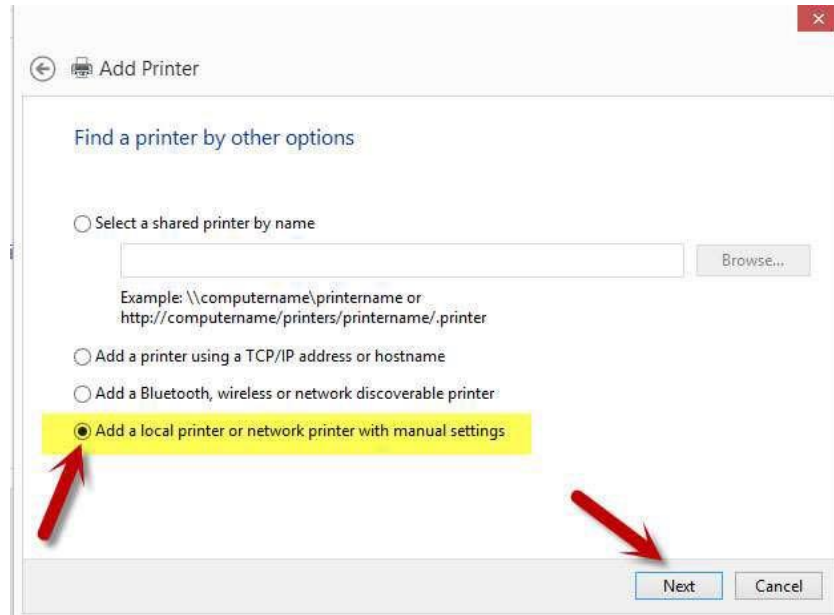 Add Printer
Find a printer by other options
Select a shared printer by name
Browse...
Example: \\computername\printername or
http://computername/printers/printername/.printer
Add a printer using a TCP/IP address or hostname
Add a Bluetooth, wireless or network discoverable printer
Add a local printer or network printer with manual settings
Next
Cancel